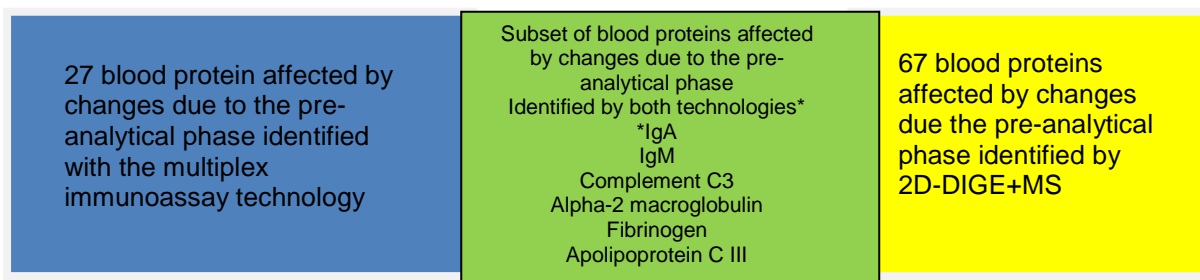 27 blood protein affected by
changes due to the pre-
analytical phase identified
with the multiplex
immunoassay technology
Subset of blood proteins affected
by changes due to the pre-
analytical phase
Identified by both technologies*
*IgA
IgM
Complement C3
Alpha-2 macroglobulin
Fibrinogen
Apolipoprotein C III
67 blood proteins
affected by changes
due the pre-analytical
phase identified by
2D-DIGE+MS